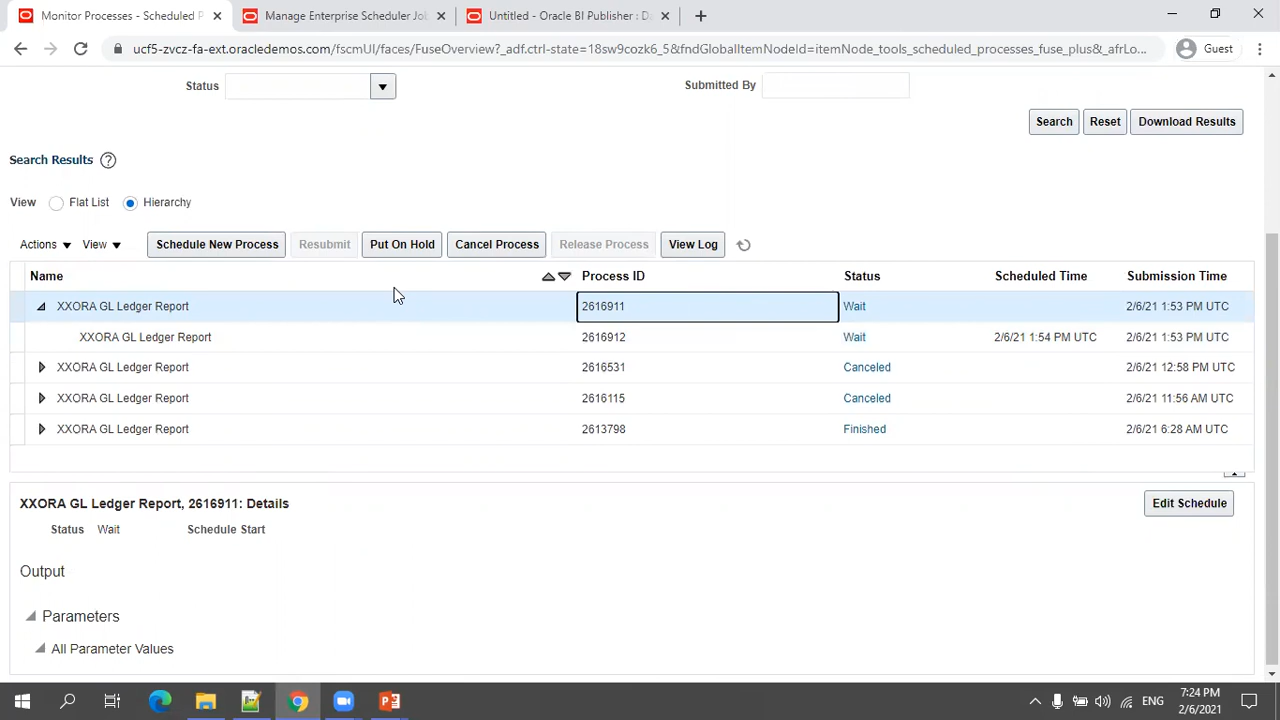 Monitor Processes - Scheduled P
Manage Enterprise Scheduler Job
Untitled - Oracle BI Publisher : Da
ucf5-zvcz-fa-ext.oracledemos.com/fscmUI/faces/FuseOverview?_adf.ctrl-state=18sw9cozk6_5&fndGlobalItemNodeId=itemNode_tools_scheduled_processes_fuse_plus&_afrLo...
Guest
Status
Submitted By
Search Reset Download Results
Search Results ?
View Flat List Hierarchy
Actions View Schedule New Process Resubmit Put On Hold Cancel Process Release Process View Log
Name Process ID Status Scheduled Time Submission Time
XXORA GL Ledger Report 2616911 Wait 2/6/21 1:53 PM UTC
XXORA GL Ledger Report 2616912 Wait 2/6/21 1:54 PM UTC 2/6/21 1:53 PM UTC
XXORA GL Ledger Report 2616531 Canceled 2/6/21 12:58 PM UTC
XXORA GL Ledger Report 2616115 Canceled 2/6/21 11:56 AM UTC
XXORA GL Ledger Report 2613798 Finished 2/6/21 6:28 AM UTC
XXORA GL Ledger Report, 2616911: Details
Edit Schedule
Status Wait Schedule Start
Output
Parameters
All Parameter Values
ENG
7:24 PM
2/6/2021